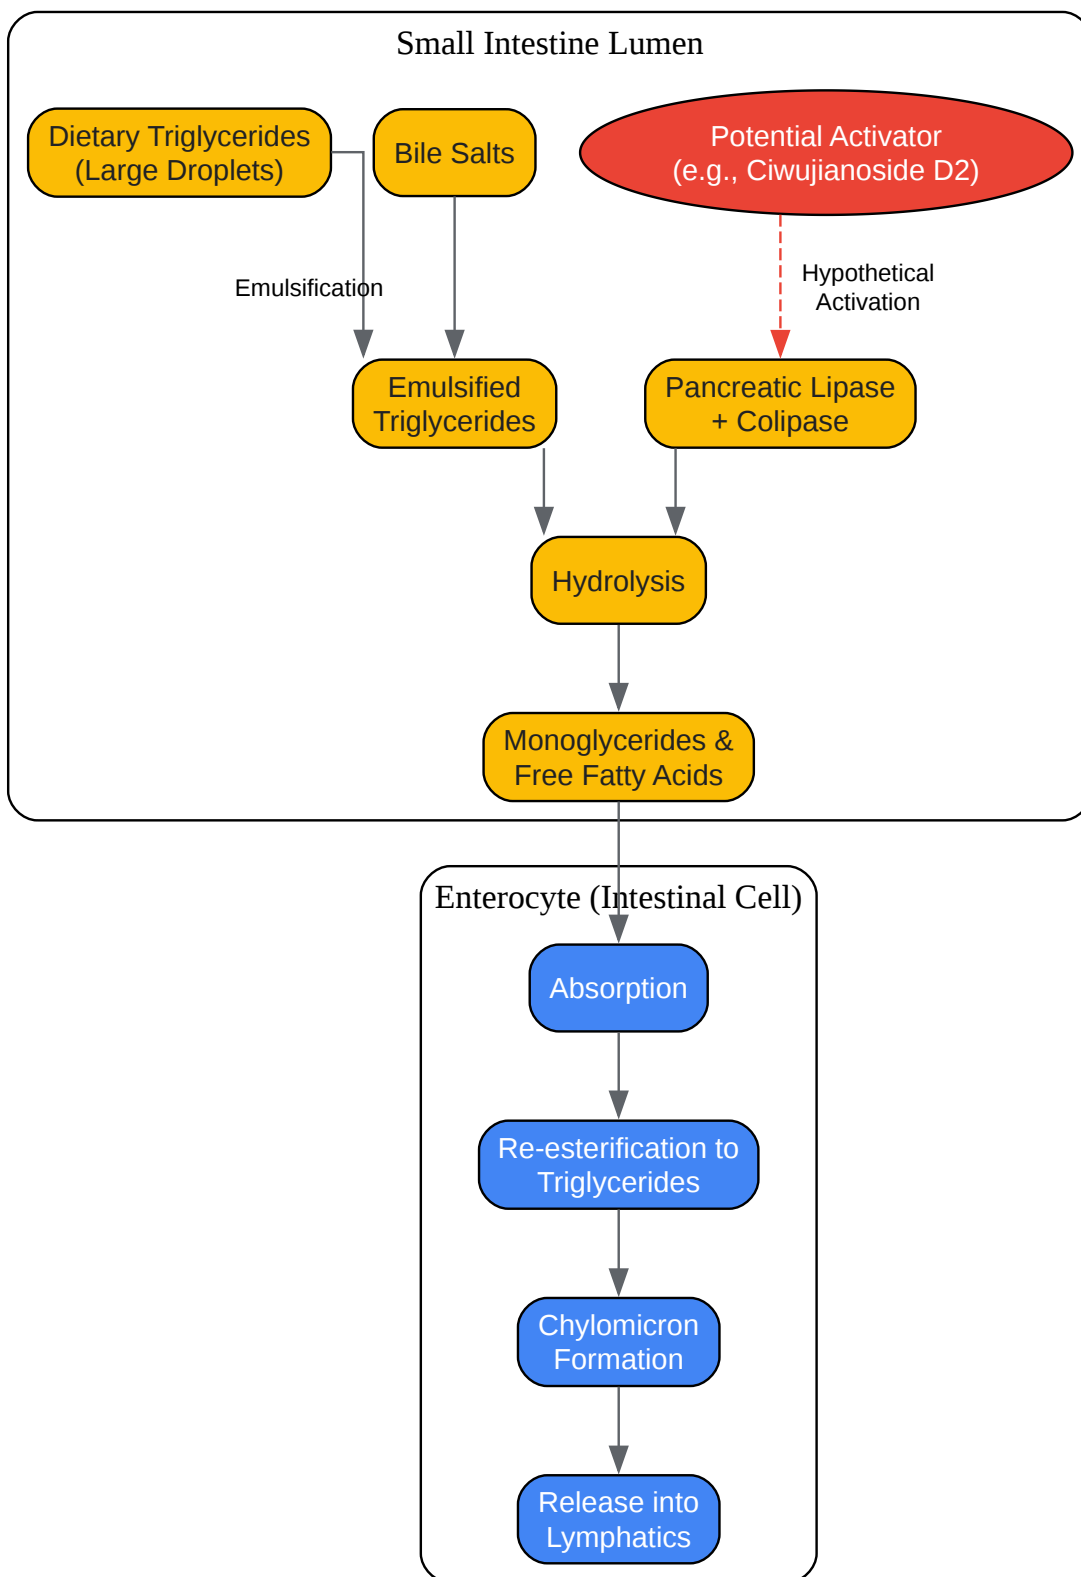 Small Intestine Lumen
Dietary Triglycerides
(Large Droplets)
Bile Salts
Potential Activator
(e.g., Ciwujianoside D2)
Emulsification
Hypothetical
Activation
Emulsified
Triglycerides
Pancreatic Lipase
+ Colipase
Hydrolysis
Monoglycerides &
Free Fatty Acids
Enterocyte (Intestinal Cell)
Absorption
Re-esterification to
Triglycerides
Chylomicron
Formation
Release into
Lymphatics